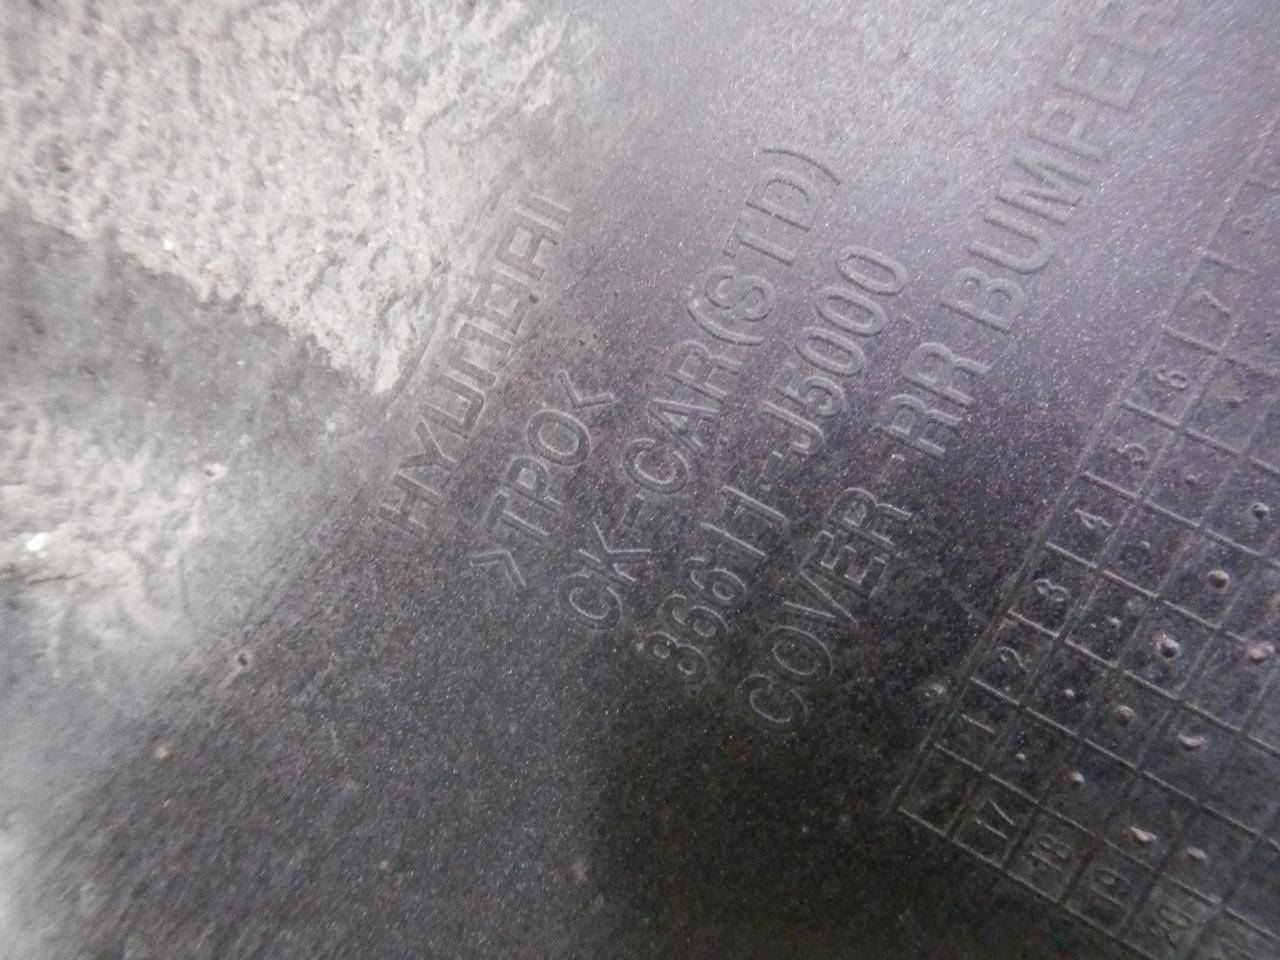 >TPO<
CK-CAR(STD)
86611-J5000
COVER-RR BUMPER
1 2 3 4 5 6 7
17 18 19 20